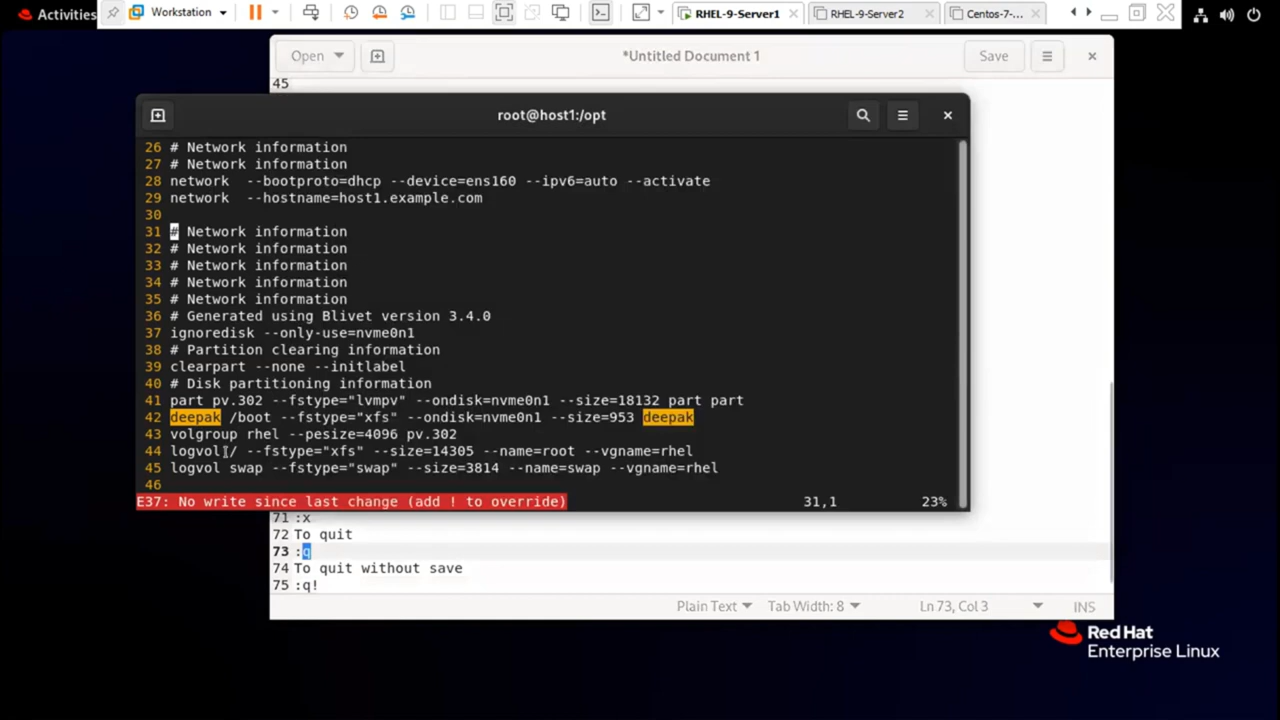 Activities
Workstation
RHEL-9-Server1
RHEL-9-Server2
Centos-7-...
Open
*Untitled Document 1
Save
45
root@host1:/opt
26 # Network information
27 # Network information
28 network  --bootproto=dhcp --device=ens160 --ipv6=auto --activate
29 network  --hostname=host1.example.com
30
31 # Network information
32 # Network information
33 # Network information
34 # Network information
35 # Network information
36 # Generated using Blivet version 3.4.0
37 ignoredisk --only-use=nvme0n1
38 # Partition clearing information
39 clearpart --none --initlabel
40 # Disk partitioning information
41 part pv.302 --fstype="lvmpv" --ondisk=nvme0n1 --size=18132 part part
42 deepak /boot --fstype="xfs" --ondisk=nvme0n1 --size=953 deepak
43 volgroup rhel --pesize=4096 pv.302
44 logvol / --fstype="xfs" --size=14305 --name=root --vgname=rhel
45 logvol swap --fstype="swap" --size=3814 --name=swap --vgname=rhel
46
E37: No write since last change (add ! to override)
31,1
23%
71 :x
72 To quit
73 :q
74 To quit without save
75 :q!
Plain Text
Tab Width: 8
Ln 73, Col 3
INS
Red Hat
Enterprise Linux